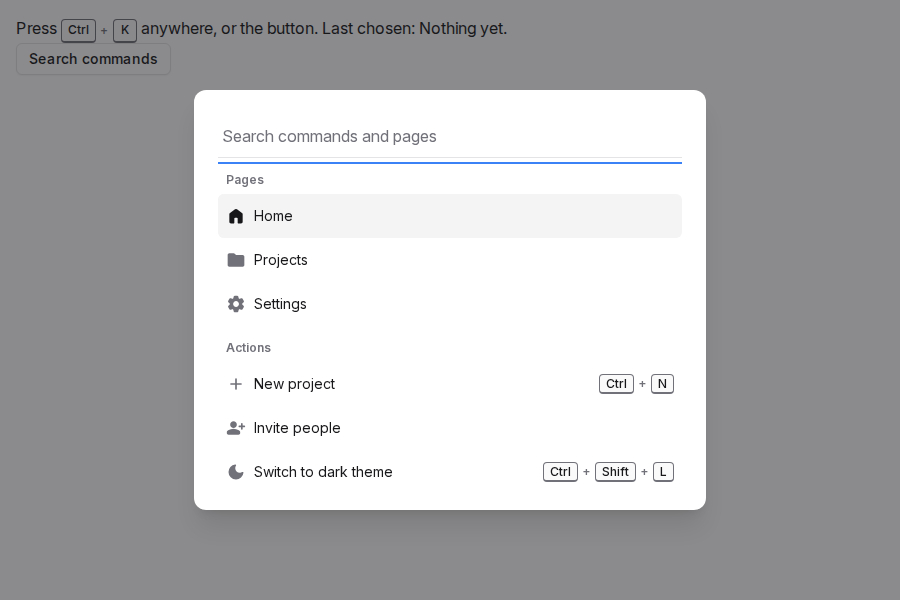 Press Ctrl + K anywhere, or the button. Last chosen: Nothing yet.
Search commands
Search commands and pages
Pages
Home
Projects
Settings
Actions
New project Ctrl + N
Invite people
Switch to dark theme Ctrl + Shift + L